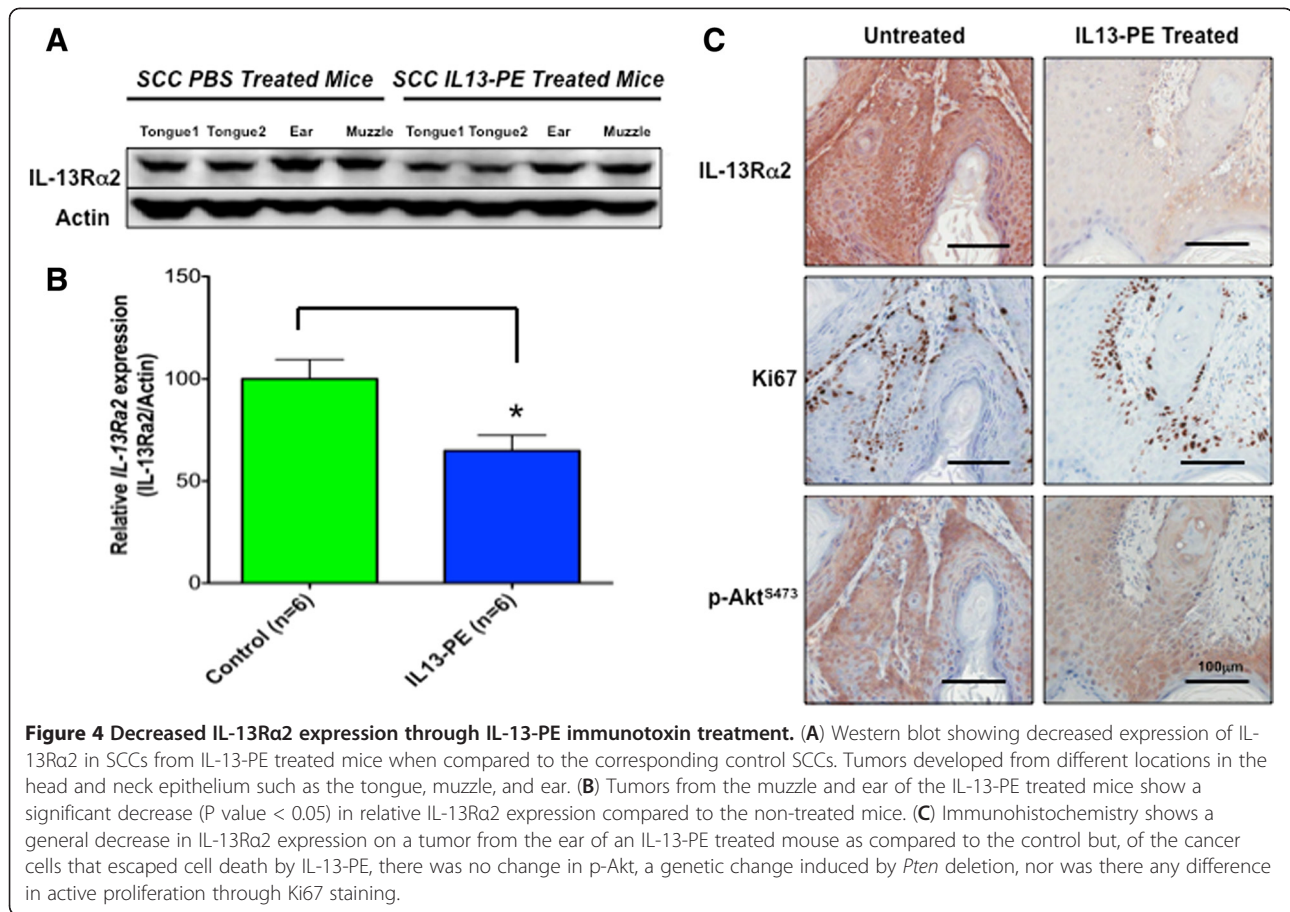 A
SCC PBS Treated Mice SCC IL13-PE Treated Mice
Tongue1 Tongue2 Ear Muzzle Tongue1 Tongue2 Ear Muzzle
IL-13Rα2
Actin
B
Relative IL-13Ra2 expression
(IL-13Ra2/Actin)
150
100
50
0
*
Control (n=6)
IL13-PE (n=6)
C
Untreated IL13-PE Treated
IL-13Rα2
Ki67
p-Akt^S473
100μm
Figure 4 Decreased IL-13Rα2 expression through IL-13-PE immunotoxin treatment. (A) Western blot showing decreased expression of IL-
13Rα2 in SCCs from IL-13-PE treated mice when compared to the corresponding control SCCs. Tumors developed from different locations in the
head and neck epithelium such as the tongue, muzzle, and ear. (B) Tumors from the muzzle and ear of the IL-13-PE treated mice show a
significant decrease (P value < 0.05) in relative IL-13Rα2 expression compared to the non-treated mice. (C) Immunohistochemistry shows a
general decrease in IL-13Rα2 expression on a tumor from the ear of an IL-13-PE treated mouse as compared to the control but, of the cancer
cells that escaped cell death by IL-13-PE, there was no change in p-Akt, a genetic change induced by Pten deletion, nor was there any difference
in active proliferation through Ki67 staining.